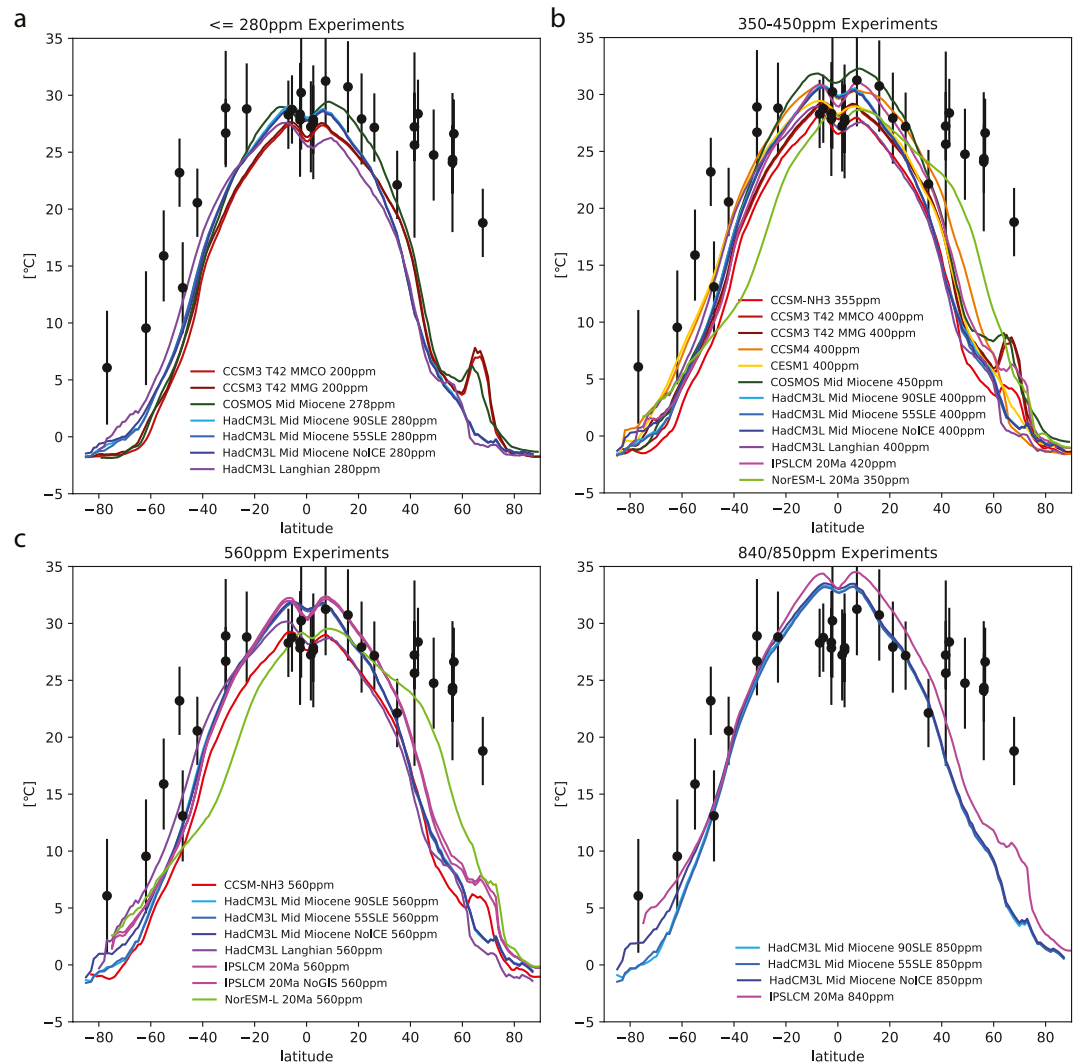 a
<= 280ppm Experiments
35
30
25
20
15
10
5
0
−5
[°C]
−80 −60 −40 −20 0 20 40 60 80
latitude
CCSM3 T42 MMCO 200ppm
CCSM3 T42 MMG 200ppm
COSMOS Mid Miocene 278ppm
HadCM3L Mid Miocene 90SLE 280ppm
HadCM3L Mid Miocene 55SLE 280ppm
HadCM3L Mid Miocene NoICE 280ppm
HadCM3L Langhian 280ppm
b
350-450ppm Experiments
35
30
25
20
15
10
5
0
−5
[°C]
−80 −60 −40 −20 0 20 40 60 80
latitude
CCSM-NH3 355ppm
CCSM3 T42 MMCO 400ppm
CCSM3 T42 MMG 400ppm
CCSM4 400ppm
CESM1 400ppm
COSMOS Mid Miocene 450ppm
HadCM3L Mid Miocene 90SLE 400ppm
HadCM3L Mid Miocene 55SLE 400ppm
HadCM3L Mid Miocene NoICE 400ppm
HadCM3L Langhian 400ppm
IPSLCM 20Ma 420ppm
NorESM-L 20Ma 350ppm
c
560ppm Experiments
35
30
25
20
15
10
5
0
−5
[°C]
−80 −60 −40 −20 0 20 40 60 80
latitude
CCSM-NH3 560ppm
HadCM3L Mid Miocene 90SLE 560ppm
HadCM3L Mid Miocene 55SLE 560ppm
HadCM3L Mid Miocene NoICE 560ppm
HadCM3L Langhian 560ppm
IPSLCM 20Ma 560ppm
IPSLCM 20Ma NoGIS 560ppm
NorESM-L 20Ma 560ppm
840/850ppm Experiments
35
30
25
20
15
10
5
0
−5
[°C]
−80 −60 −40 −20 0 20 40 60 80
latitude
HadCM3L Mid Miocene 90SLE 850ppm
HadCM3L Mid Miocene 55SLE 850ppm
HadCM3L Mid Miocene NoICE 850ppm
IPSLCM 20Ma 840ppm